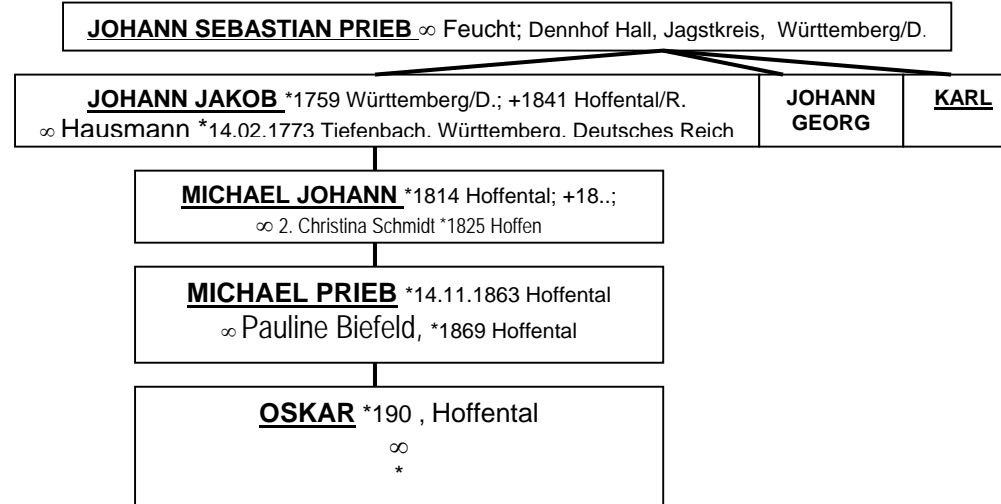 JOHANN SEBASTIAN PRIEB ∞ Feucht; Dennhof Hall, Jagstkreis, Württemberg/D.
JOHANN JAKOB *1759 Württemberg/D.; +1841 Hoffental/R.
∞ Hausmann *14.02.1773 Tiefenbach, Württemberg, Deutsches Reich
JOHANN
GEORG
KARL
MICHAEL JOHANN *1814 Hoffental; +18..;
∞ 2. Christina Schmidt *1825 Hoffen
MICHAEL PRIEB *14.11.1863 Hoffental
∞ Pauline Biefeld, *1869 Hoffental
OSKAR *190 , Hoffental
∞
*